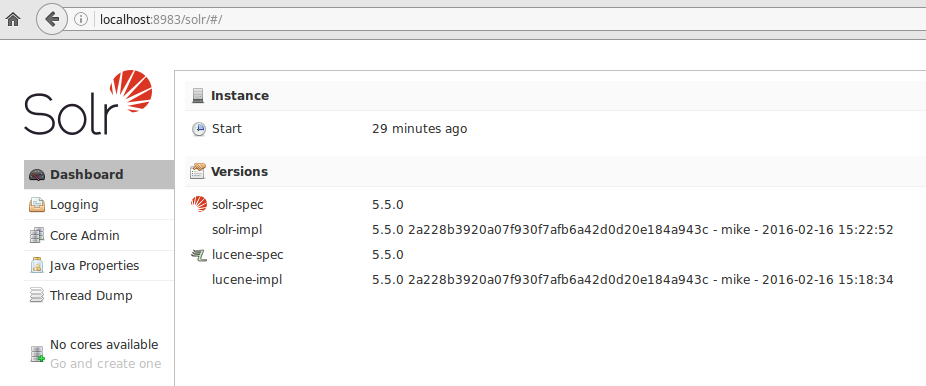 localhost:8983/solr/#/
Solr
Instance
Start 29 minutes ago
Versions
solr-spec 5.5.0
solr-impl 5.5.0 2a228b3920a07f930f7afb6a42d0d20e184a943c - mike - 2016-02-16 15:22:52
lucene-spec 5.5.0
lucene-impl 5.5.0 2a228b3920a07f930f7afb6a42d0d20e184a943c - mike - 2016-02-16 15:18:34
Dashboard
Logging
Core Admin
Java Properties
Thread Dump
No cores available
Go and create one